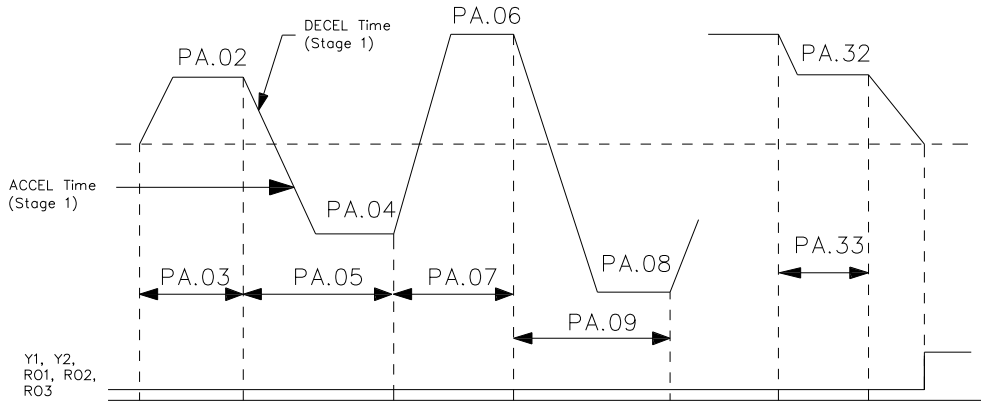 PA.02
DECEL Time
(Stage 1)
PA.06
PA.32
ACCEL Time
(Stage 1)
PA.04
PA.03
PA.05
PA.07
PA.08
PA.33
PA.09
Y1, Y2,
RO1, RO2,
RO3